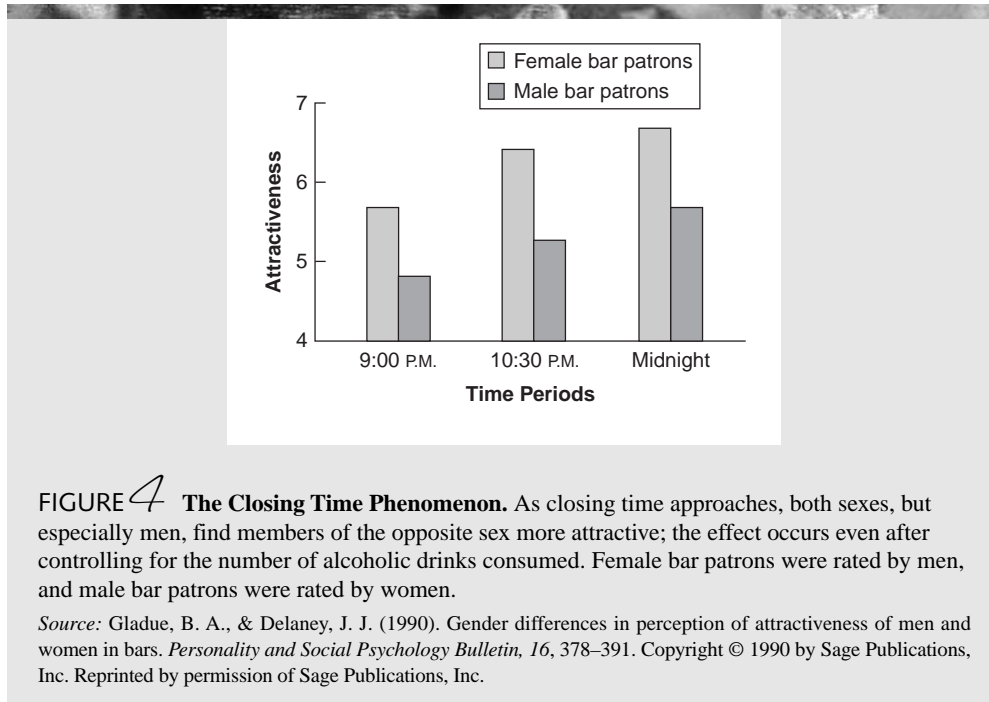 Female bar patrons
Male bar patrons
7
6
5
4
Attractiveness
9:00 P.M. 10:30 P.M. Midnight
Time Periods
FIGURE 4 The Closing Time Phenomenon. As closing time approaches, both sexes, but
especially men, find members of the opposite sex more attractive; the effect occurs even after
controlling for the number of alcoholic drinks consumed. Female bar patrons were rated by men,
and male bar patrons were rated by women.
Source: Gladue, B. A., & Delaney, J. J. (1990). Gender differences in perception of attractiveness of men and
women in bars. Personality and Social Psychology Bulletin, 16, 378–391. Copyright © 1990 by Sage Publications,
Inc. Reprinted by permission of Sage Publications, Inc.